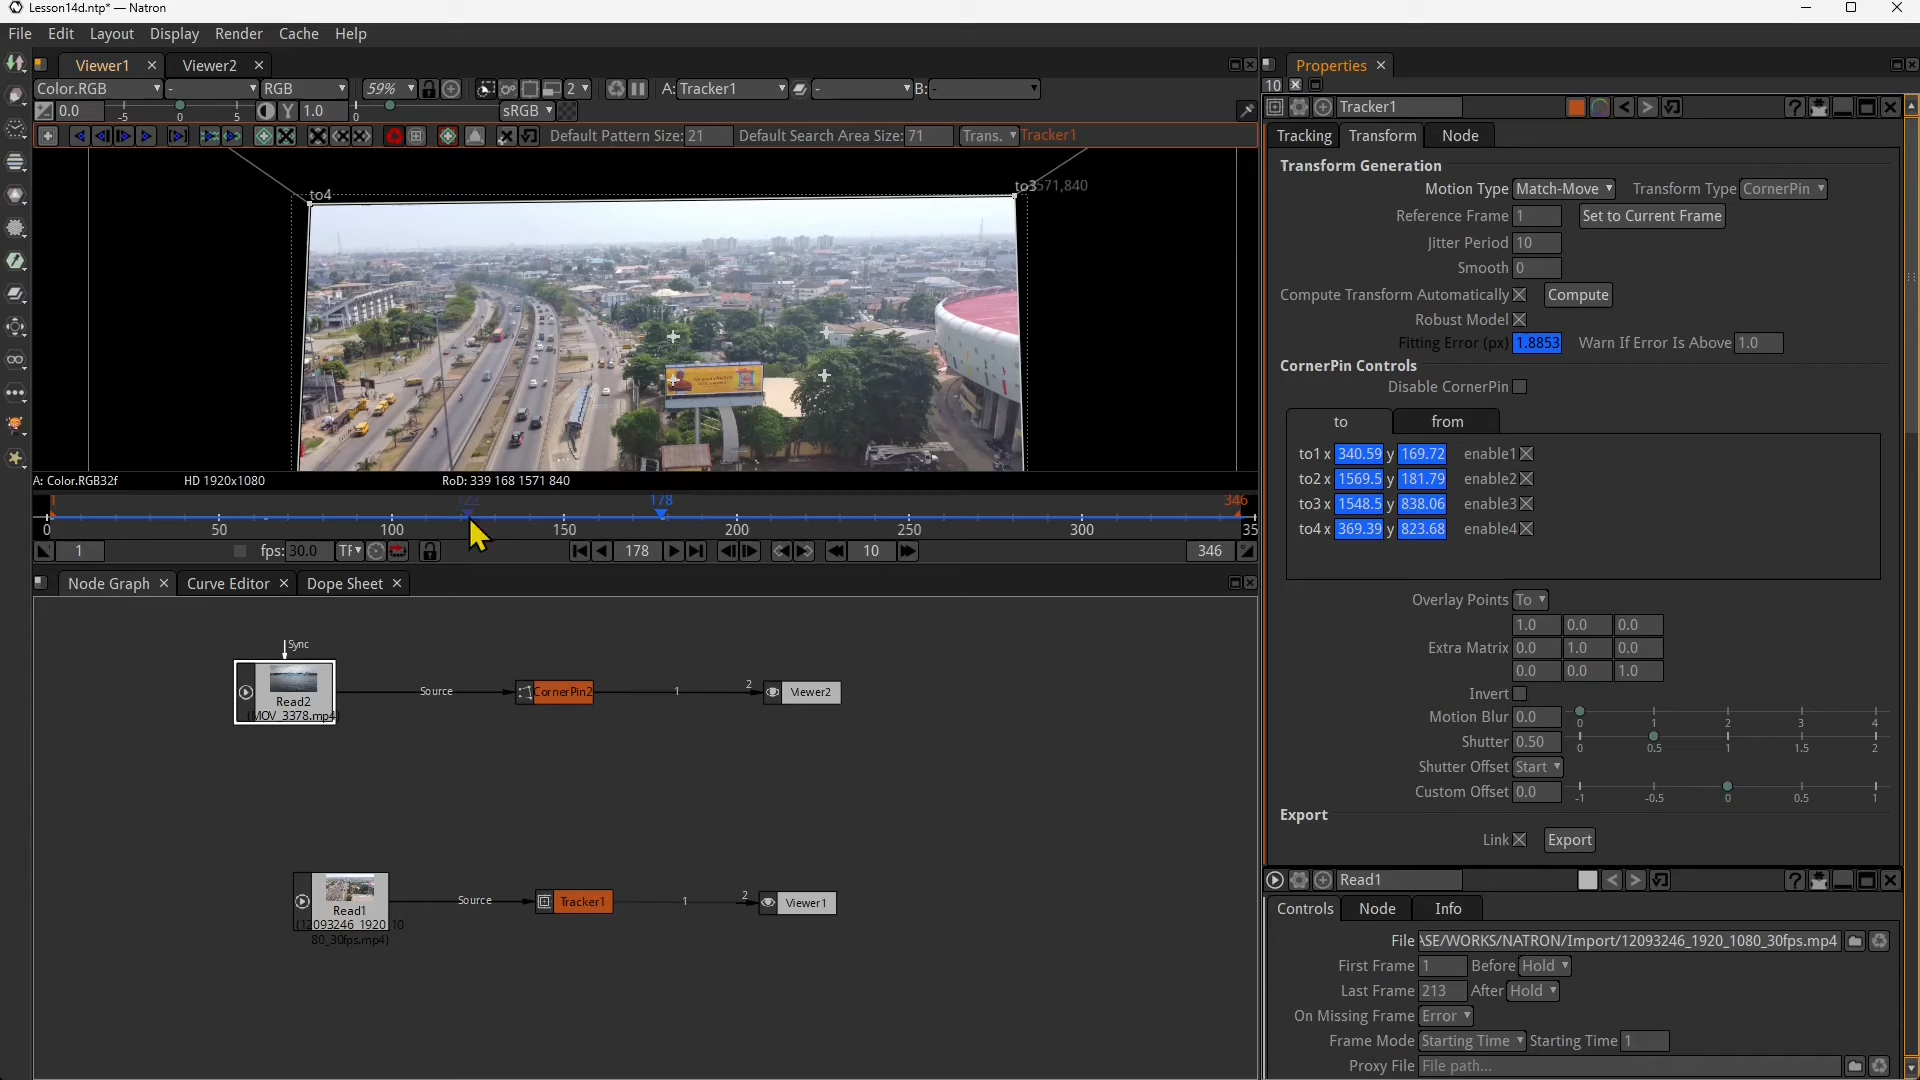 Lesson14d.ntp* — Natron
File Edit Layout Display Render Cache Help
Viewer1 Viewer2
Properties
Color.RGB - RGB 59% 2 A: Tracker1 - B: -
10
0.0 -5 0 5 Y 1.0 0 sRGB
Tracker1
Default Pattern Size: 21 Default Search Area Size: 71 Trans. Tracker1
Tracking Transform Node
to4
to3 571,840
Transform Generation
Motion Type Match-Move Transform Type CornerPin
Reference Frame 1 Set to Current Frame
Jitter Period 10
Smooth 0
Compute Transform Automatically Compute
Robust Model
Fitting Error (px) 1.8853 Warn If Error Is Above 1.0
CornerPin Controls
Disable CornerPin
to from
to1 x 340.59 y 169.72 enable1
to2 x 1569.5 y 181.79 enable2
to3 x 1548.5 y 838.06 enable3
to4 x 369.39 y 823.68 enable4
Overlay Points To
1.0 0.0 0.0
Extra Matrix 0.0 1.0 0.0
0.0 0.0 1.0
Invert
Motion Blur 0.0 0 1 2 3 4
Shutter 0.50 0 0.5 1 1.5 2
Shutter Offset Start
Custom Offset 0.0 -1 -0.5 0 0.5 1
Export
Link Export
A: Color.RGB32f HD 1920x1080 RoD: 339 168 1571 840
1 122 178 346
0 50 100 150 200 250 300 35
1 fps: 30.0 TF 178 10 346
Node Graph Curve Editor Dope Sheet
Sync
Read2
(MOV_3378.mp4)
Source
CornerPin2
1
2
Viewer2
Read1
(12093246_1920_10
80_30fps.mp4)
Source
Tracker1
1
2
Viewer1
Read1
Controls Node Info
File \SE/WORKS/NATRON/Import/12093246_1920_1080_30fps.mp4
First Frame 1 Before Hold
Last Frame 213 After Hold
On Missing Frame Error
Frame Mode Starting Time Starting Time 1
Proxy File File path...